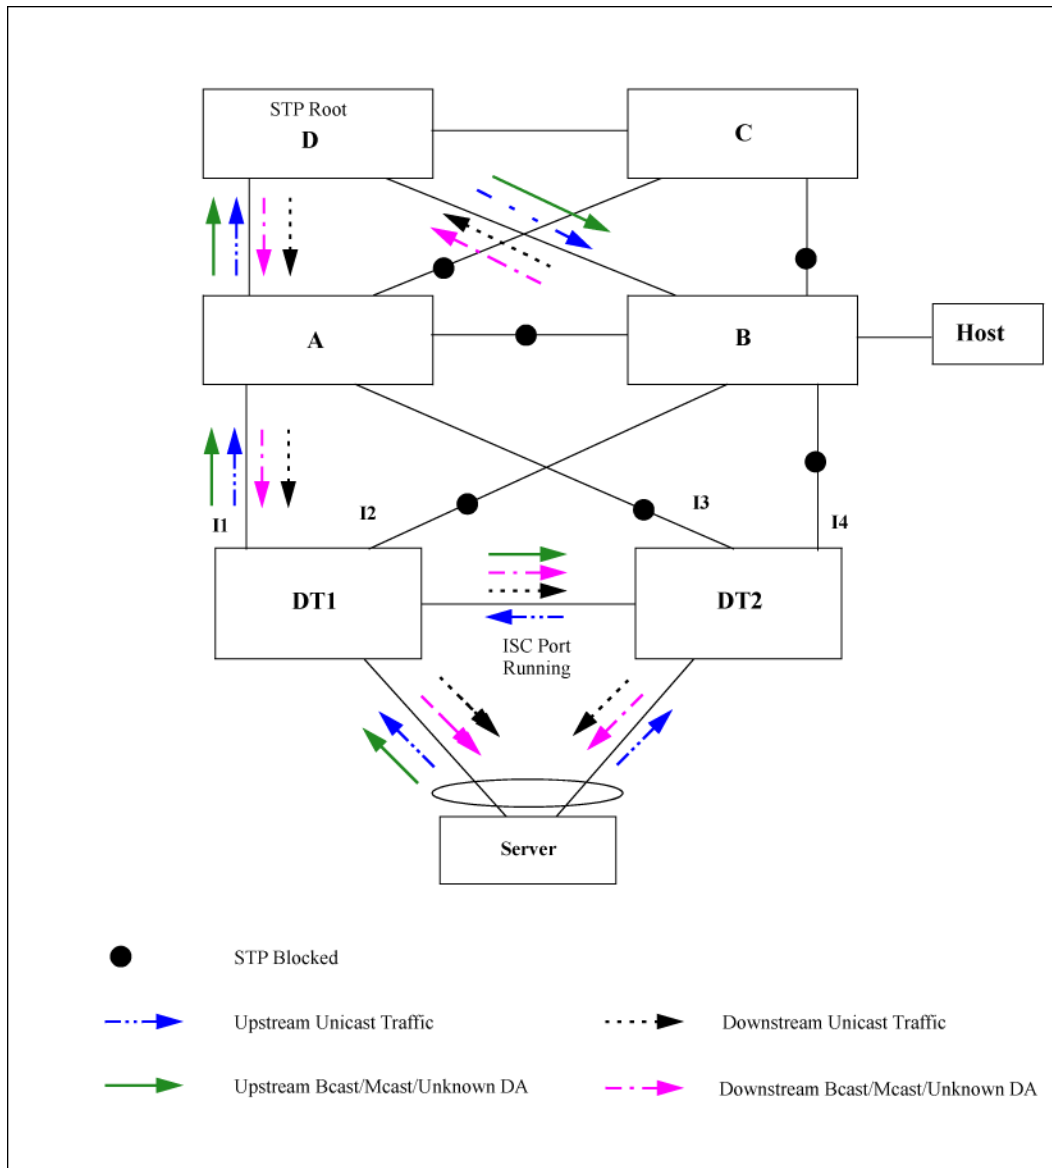 STP Root
D
C
A
B
Host
I1
I2
I3
I4
DT1
DT2
ISC Port
Running
Server
STP Blocked
Upstream Unicast Traffic
Downstream Unicast Traffic
Upstream Bcast/Mcast/Unknown DA
Downstream Bcast/Mcast/Unknown DA